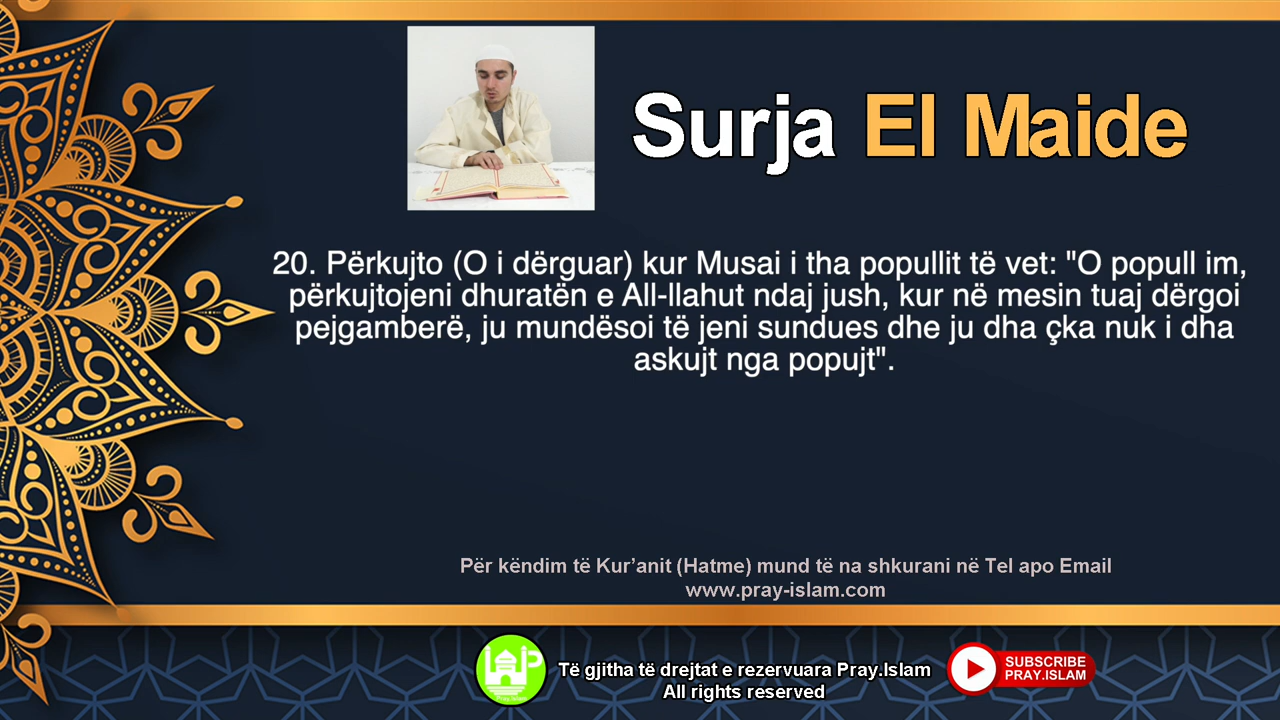 Surja El Maide
20. Përkujto (O i dërguar) kur Musai i tha popullit të vet: "O popull im,
përkujtojeni dhuratën e All-llahut ndaj jush, kur në mesin tuaj dërgoi
pejgamberë, ju mundësoi të jeni sundues dhe ju dha çka nuk i dha
askujt nga popujt".
Për këndim të Kur’anit (Hatme) mund të na shkurani në Tel apo Email
www.pray-islam.com
Pray Islam
Të gjitha të drejtat e rezervuara Pray.Islam
All rights reserved
SUBSCRIBE
PRAY.ISLAM